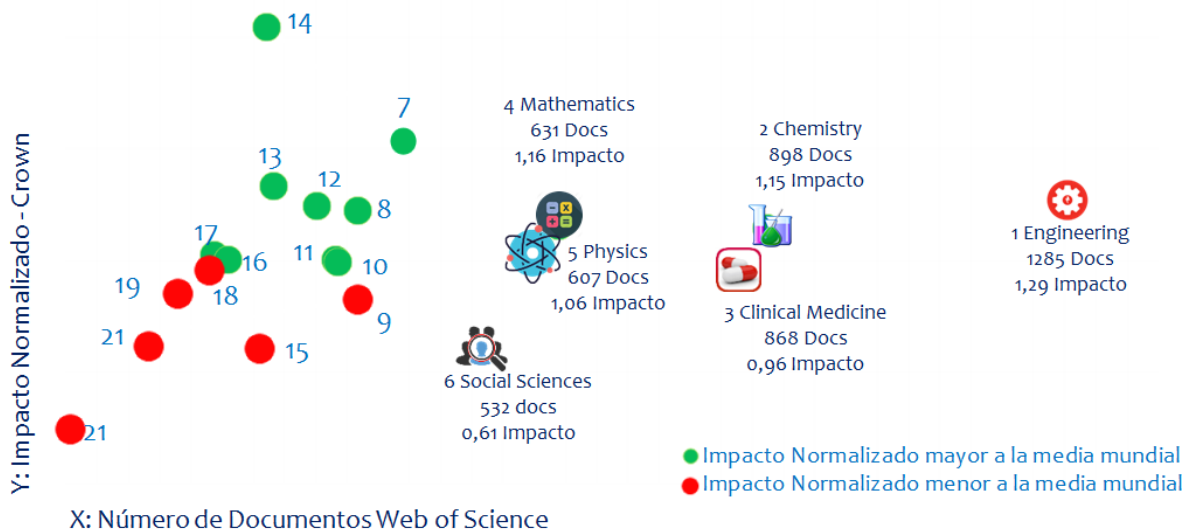 14
7
4 Mathematics
631 Docs
1,16 Impacto
2 Chemistry
898 Docs
1,15 Impacto
13
12
8
17
16
11
10
5 Physics
607 Docs
1,06 Impacto
1 Engineering
1285 Docs
1,29 Impacto
19
18
9
3 Clinical Medicine
868 Docs
0,96 Impacto
21
15
6 Social Sciences
532 docs
0,61 Impacto
21
Y: Impacto Normalizado - Crown
Impacto Normalizado mayor a la media mundial
Impacto Normalizado menor a la media mundial
X: Número de Documentos Web of Science